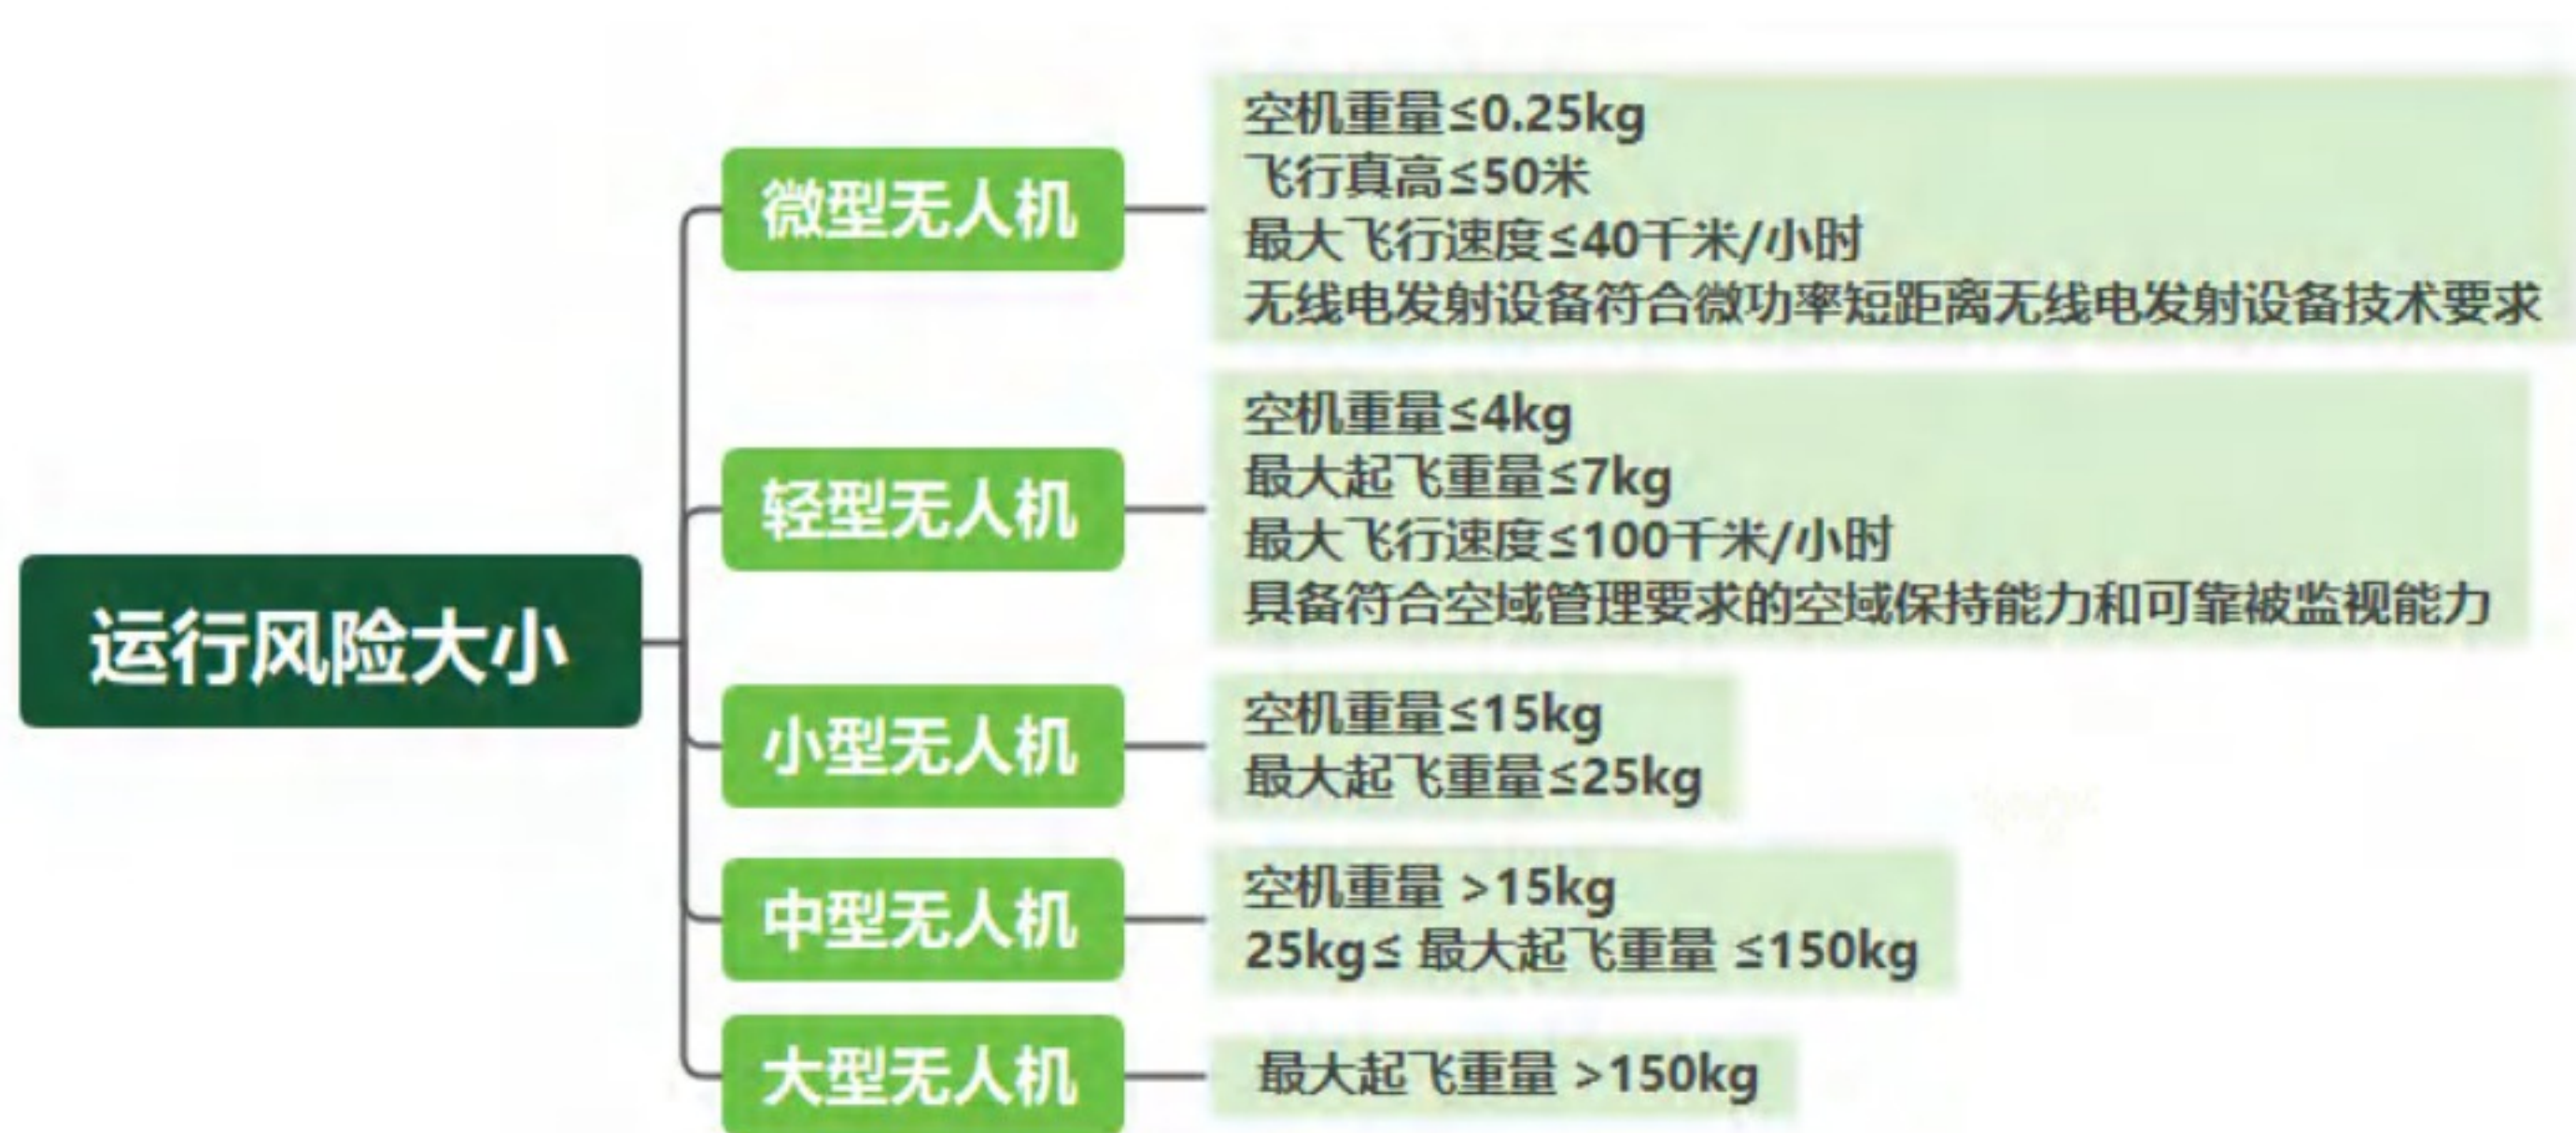 运行风险大小
微型无人机
空机重量≤0.25kg
飞行真高≤50米
最大飞行速度≤40千米/小时
无线电发射设备符合微功率短距离无线电发射设备技术要求
轻型无人机
空机重量≤4kg
最大起飞重量≤7kg
最大飞行速度≤100千米/小时
具备符合空域管理要求的空域保持能力和可靠被监视能力
小型无人机
空机重量≤15kg
最大起飞重量≤25kg
中型无人机
空机重量 >15kg
25kg≤ 最大起飞重量 ≤150kg
大型无人机
最大起飞重量 >150kg